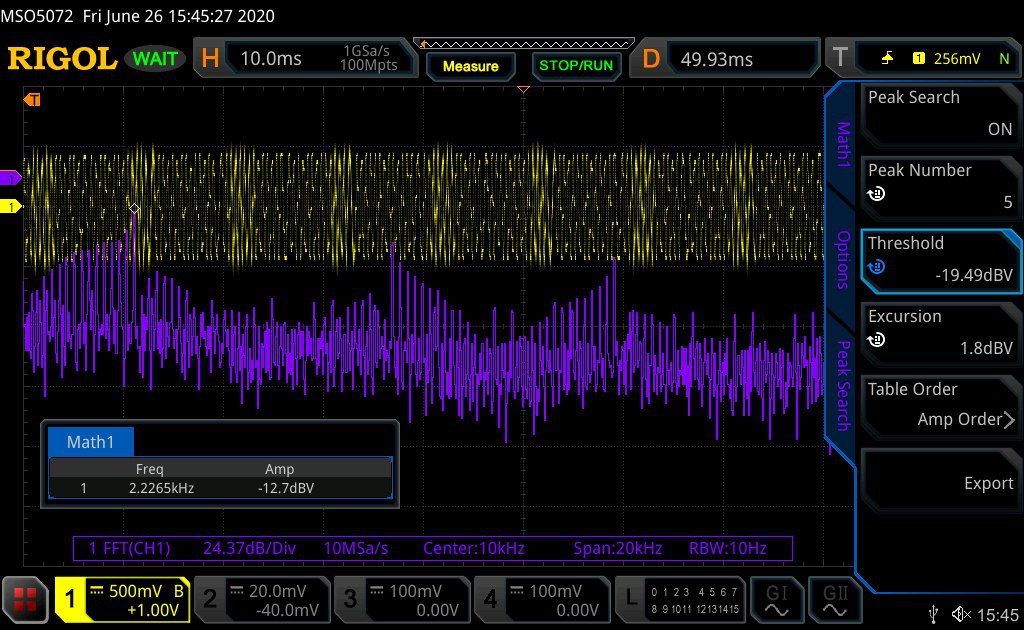 MSO5072 Fri June 26 15:45:27 2020
RIGOL WAIT H 10.0ms 1GSa/s 100Mpts Measure STOP/RUN D 49.93ms T 1 256mV N
T
1
1
Math1
Options
Peak Search
Peak Search
ON
Peak Number
5
Threshold
-19.49dBV
Excursion
1.8dBV
Table Order
Amp Order
Export
Math1
Freq Amp
1 2.2265kHz -12.7dBV
1 FFT(CH1) 24.37dB/Div 10MSa/s Center:10kHz Span:20kHz RBW:10Hz
1 500mV B +1.00V
2 20.0mV -40.0mV
3 100mV 0.00V
4 100mV 0.00V
L 0 1 2 3 4 5 6 7
8 9 10 11 12 13 14 15
GI GII
15:45